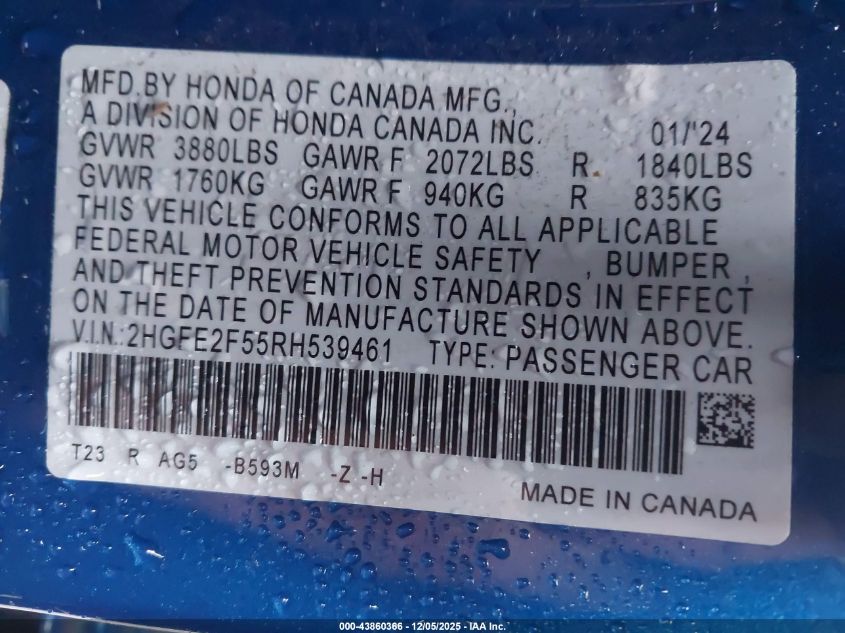 MFD.BY HONDA OF CANADA MFG.,
A DIVISION OF HONDA CANADA INC. 01/'24
GVWR 3880LBS GAWR F 2072LBS R 1840LBS
GVWR 1760KG GAWR F 940KG R 835KG
THIS VEHICLE CONFORMS TO ALL APPLICABLE
FEDERAL MOTOR VEHICLE SAFETY , BUMPER ,
AND THEFT PREVENTION STANDARDS IN EFFECT
ON THE DATE OF MANUFACTURE SHOWN ABOVE.
V.I.N.:2HGFE2F55RH539461 TYPE: PASSENGER CAR
T23 R AG5 -B593M -Z -H
MADE IN CANADA
000-43860366 - 12/05/2025 - IAA Inc.